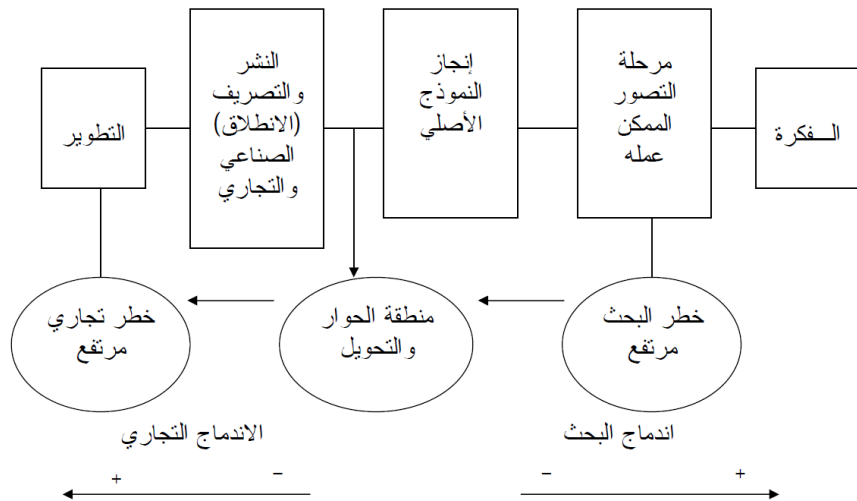 الـــفكرة
مرحلة
التصور
الممكن
عمله
إنجاز
النموذج
الأصلي
النشر
والتصريف
(الانطلاق)
الصناعي
والتجاري
التطوير
خطر البحث
مرتفع
منطقة الحوار
والتحويل
خطر تجاري
مرتفع
اندماج البحث
الاندماج التجاري
+
−
−
+